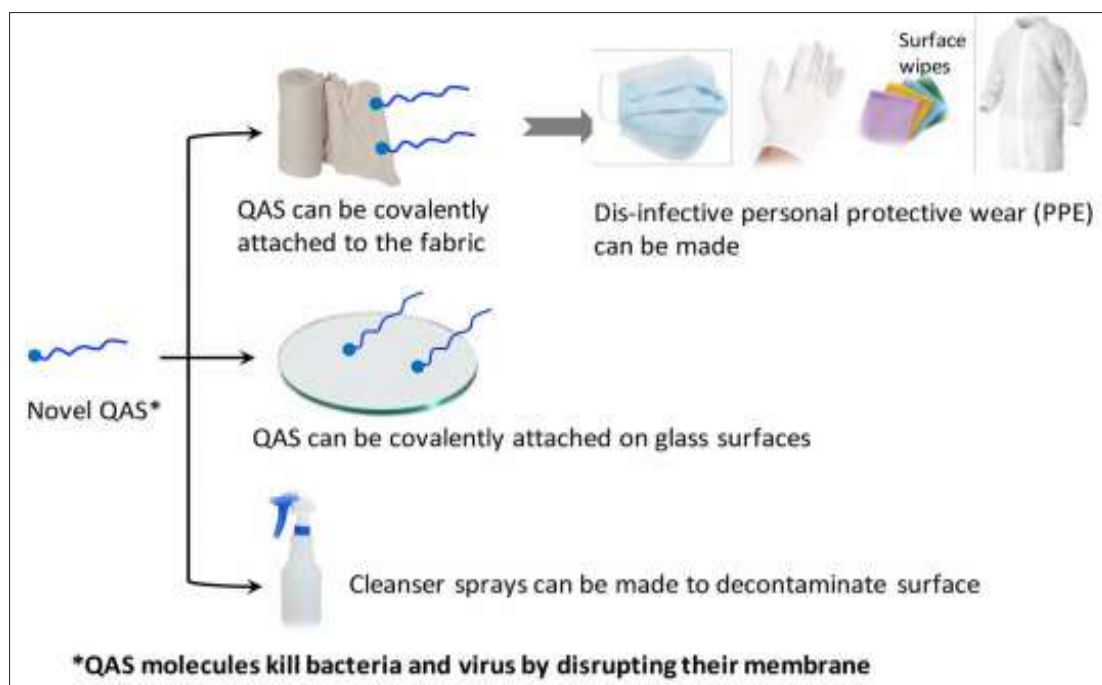 Surface
wipes
QAS can be covalently
attached to the fabric
Dis-infective personal protective wear (PPE)
can be made
Novel QAS*
QAS can be covalently attached on glass surfaces
Cleanser sprays can be made to decontaminate surface
*QAS molecules kill bacteria and virus by disrupting their membrane